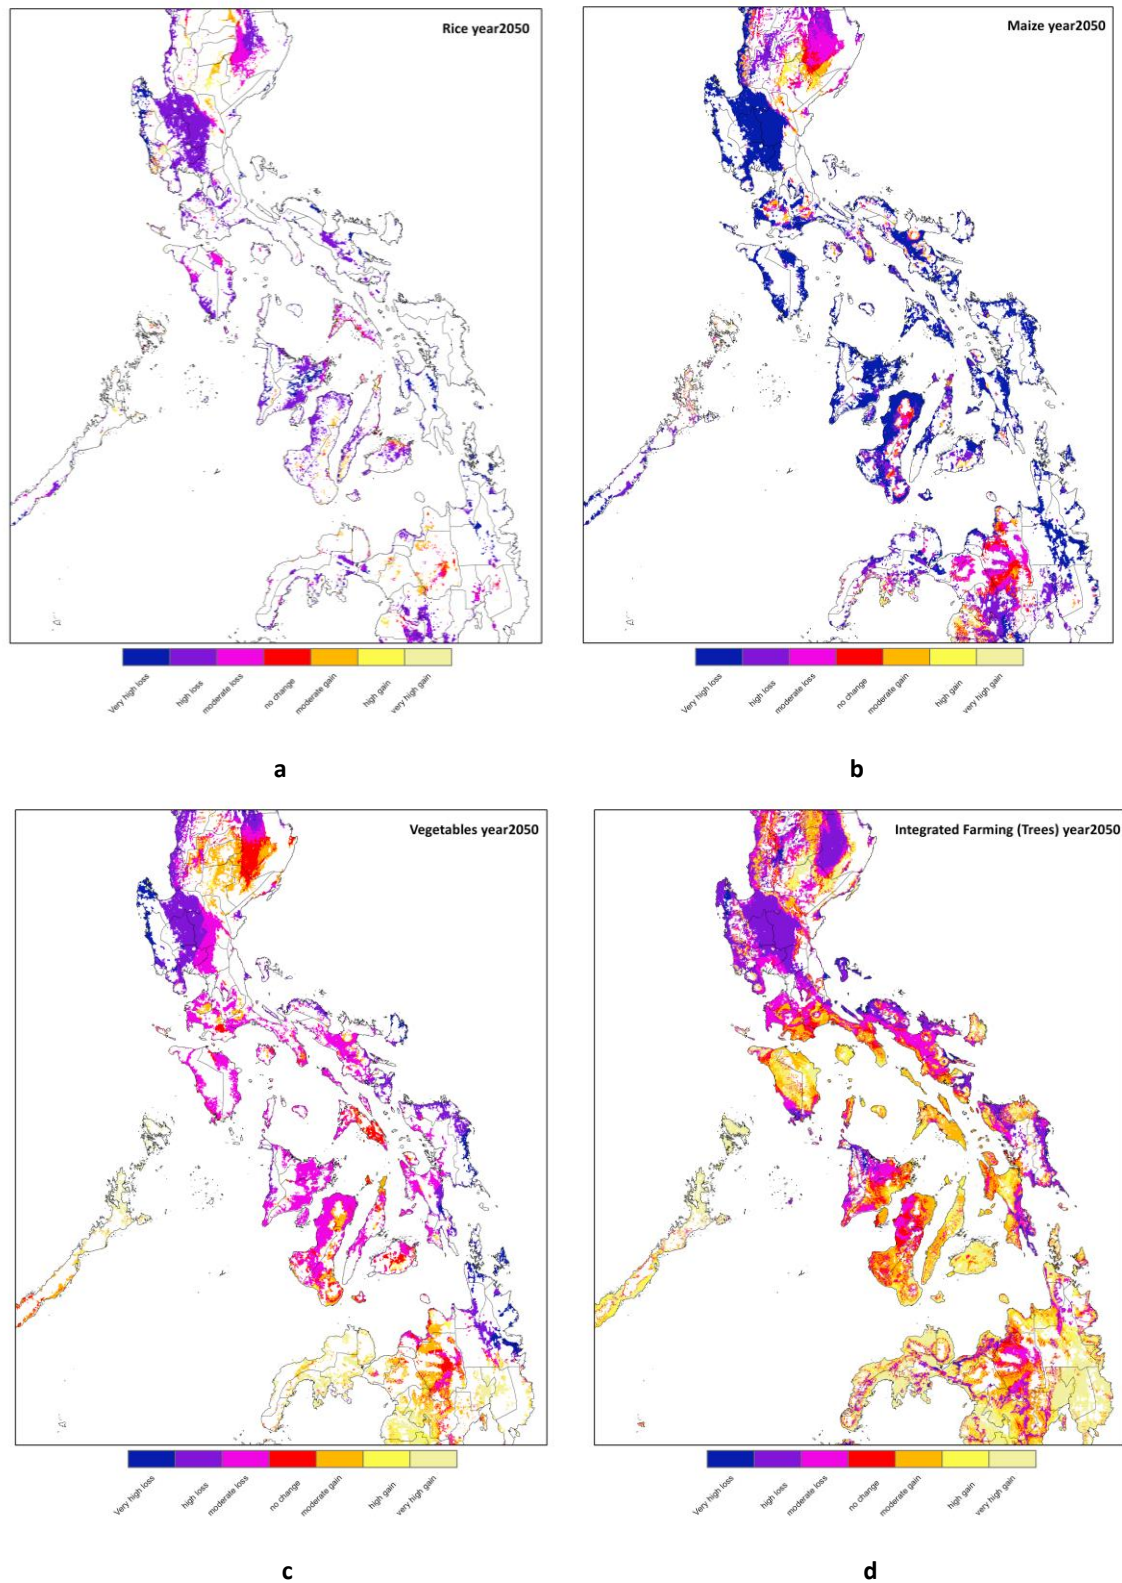 Rice year2050
Maize year2050
Very high loss
high loss
moderate loss
no change
moderate gain
high gain
very high gain
Very high loss
high loss
moderate loss
no change
moderate gain
high gain
very high gain
a
b
Vegetables year2050
Integrated Farming (Trees) year2050
Very high loss
high loss
moderate loss
no change
moderate gain
high gain
very high gain
Very high loss
high loss
moderate loss
no change
moderate gain
high gain
very high gain
c
d